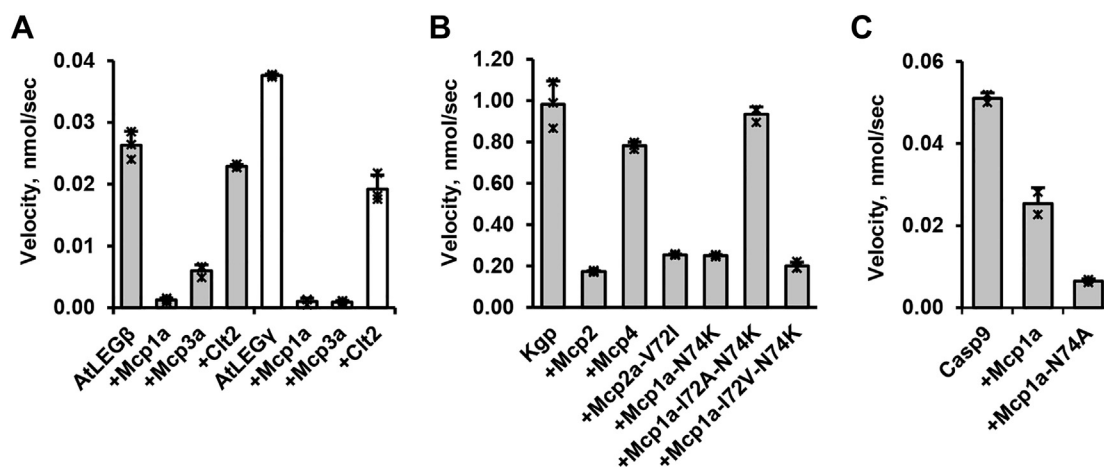 A
Velocity, nmol/sec
0.04
0.03
0.02
0.01
0.00
AtLEGβ
+Mcp1a
+Mcp3a
+Clt2
AtLEGγ
+Mcp1a
+Mcp3a
+Clt2
B
Velocity, nmol/sec
1.20
1.00
0.80
0.60
0.40
0.20
0.00
Kgp
+Mcp2
+Mcp4
+Mcp2a-V72I
+Mcp1a-N74K
+Mcp1a-I72A-N74K
+Mcp1a-I72V-N74K
C
Velocity, nmol/sec
0.06
0.04
0.02
0.00
Casp9
+Mcp1a
+Mcp1a-N74A